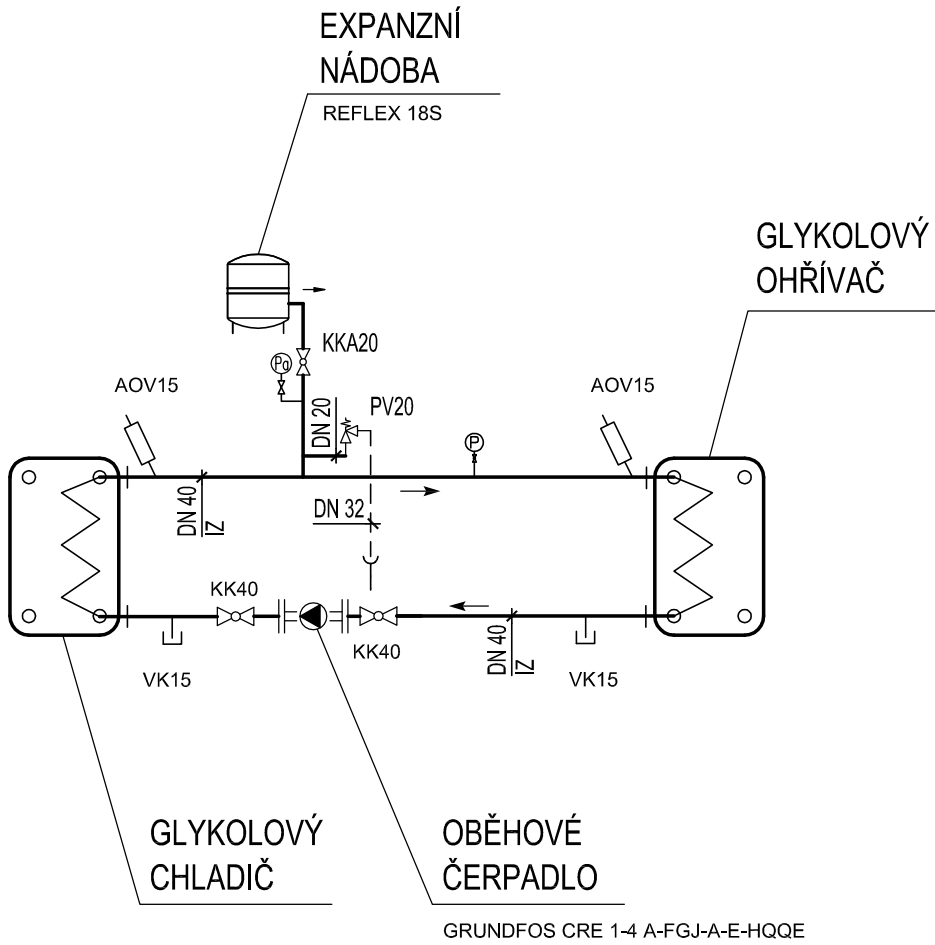 EXPANZNÍ
NÁDOBA
REFLEX 18S
GLYKOLOVÝ
OHŘÍVAČ
KKA20
Pa
AOV15
DN 20
PV20
AOV15
P
DN 40
IZ
DN 32
KK40
KK40
DN 40
IZ
VK15
VK15
GLYKOLOVÝ
CHLADIČ
OBĚHOVÉ
ČERPADLO
GRUNDFOS CRE 1-4 A-FGJ-A-E-HQQE